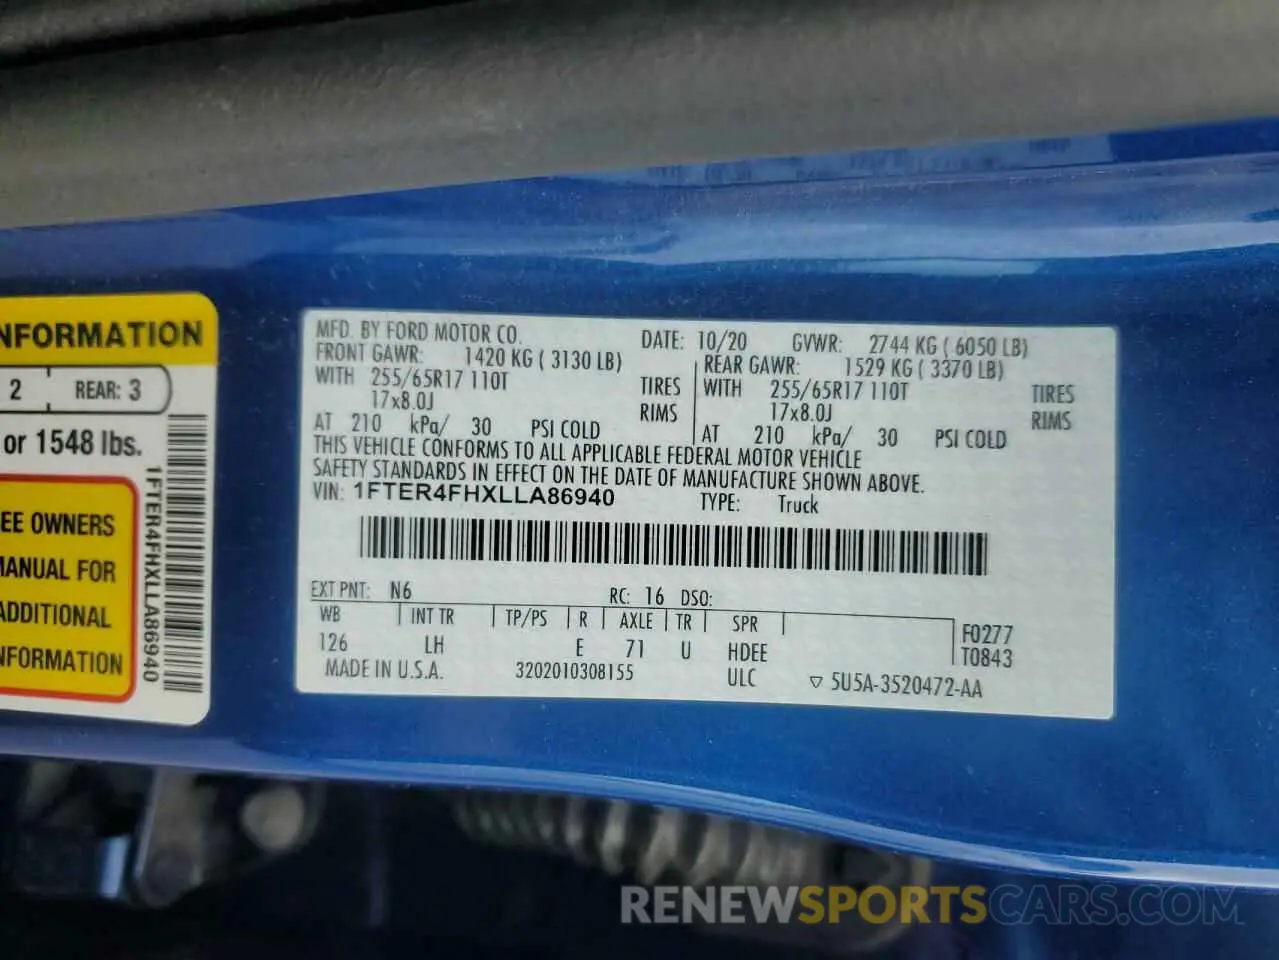 NFORMATION
2 REAR: 3
or 1548 lbs.
EE OWNERS
MANUAL FOR
ADDITIONAL
NFORMATION
1FTER4FHXLLA86940
MFD. BY FORD MOTOR CO. DATE: 10/20 GVWR: 2744 KG ( 6050 LB)
FRONT GAWR: 1420 KG ( 3130 LB) REAR GAWR: 1529 KG ( 3370 LB)
WITH 255/65R17 110T TIRES WITH 255/65R17 110T TIRES
17x8.0J RIMS 17x8.0J RIMS
AT 210 kPa/ 30 PSI COLD AT 210 kPa/ 30 PSI COLD
THIS VEHICLE CONFORMS TO ALL APPLICABLE FEDERAL MOTOR VEHICLE
SAFETY STANDARDS IN EFFECT ON THE DATE OF MANUFACTURE SHOWN ABOVE.
VIN: 1FTER4FHXLLA86940 TYPE: Truck
EXT PNT: N6 RC: 16 DSO:
WB INT TR TP/PS R AXLE TR SPR F0277
126 LH E 71 U HDEE T0843
MADE IN U.S.A. 3202010308155 ULC ▽ 5U5A-3520472-AA
RENEWSPORTSCARS.COM